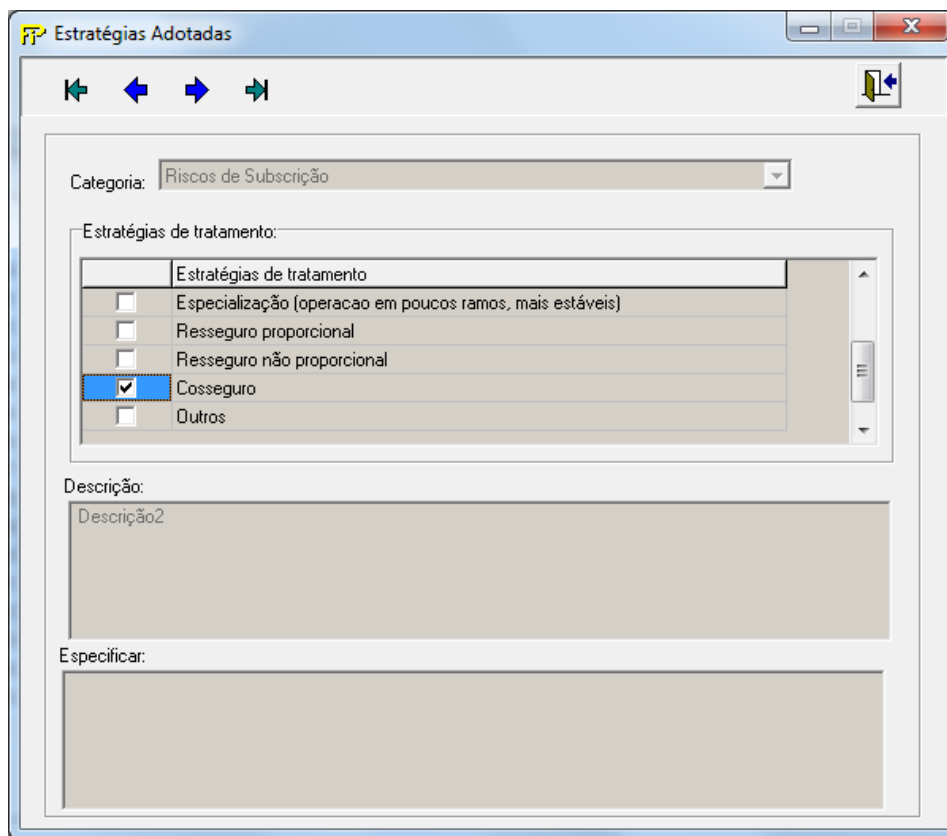 Estratégias Adotadas
Categoria: Riscos de Subscrição
Estratégias de tratamento:
Estratégias de tratamento
Especialização (operacao em poucos ramos, mais estáveis)
Resseguro proporcional
Resseguro não proporcional
Cosseguro
Outros
Descrição:
Descrição2
Especificar: